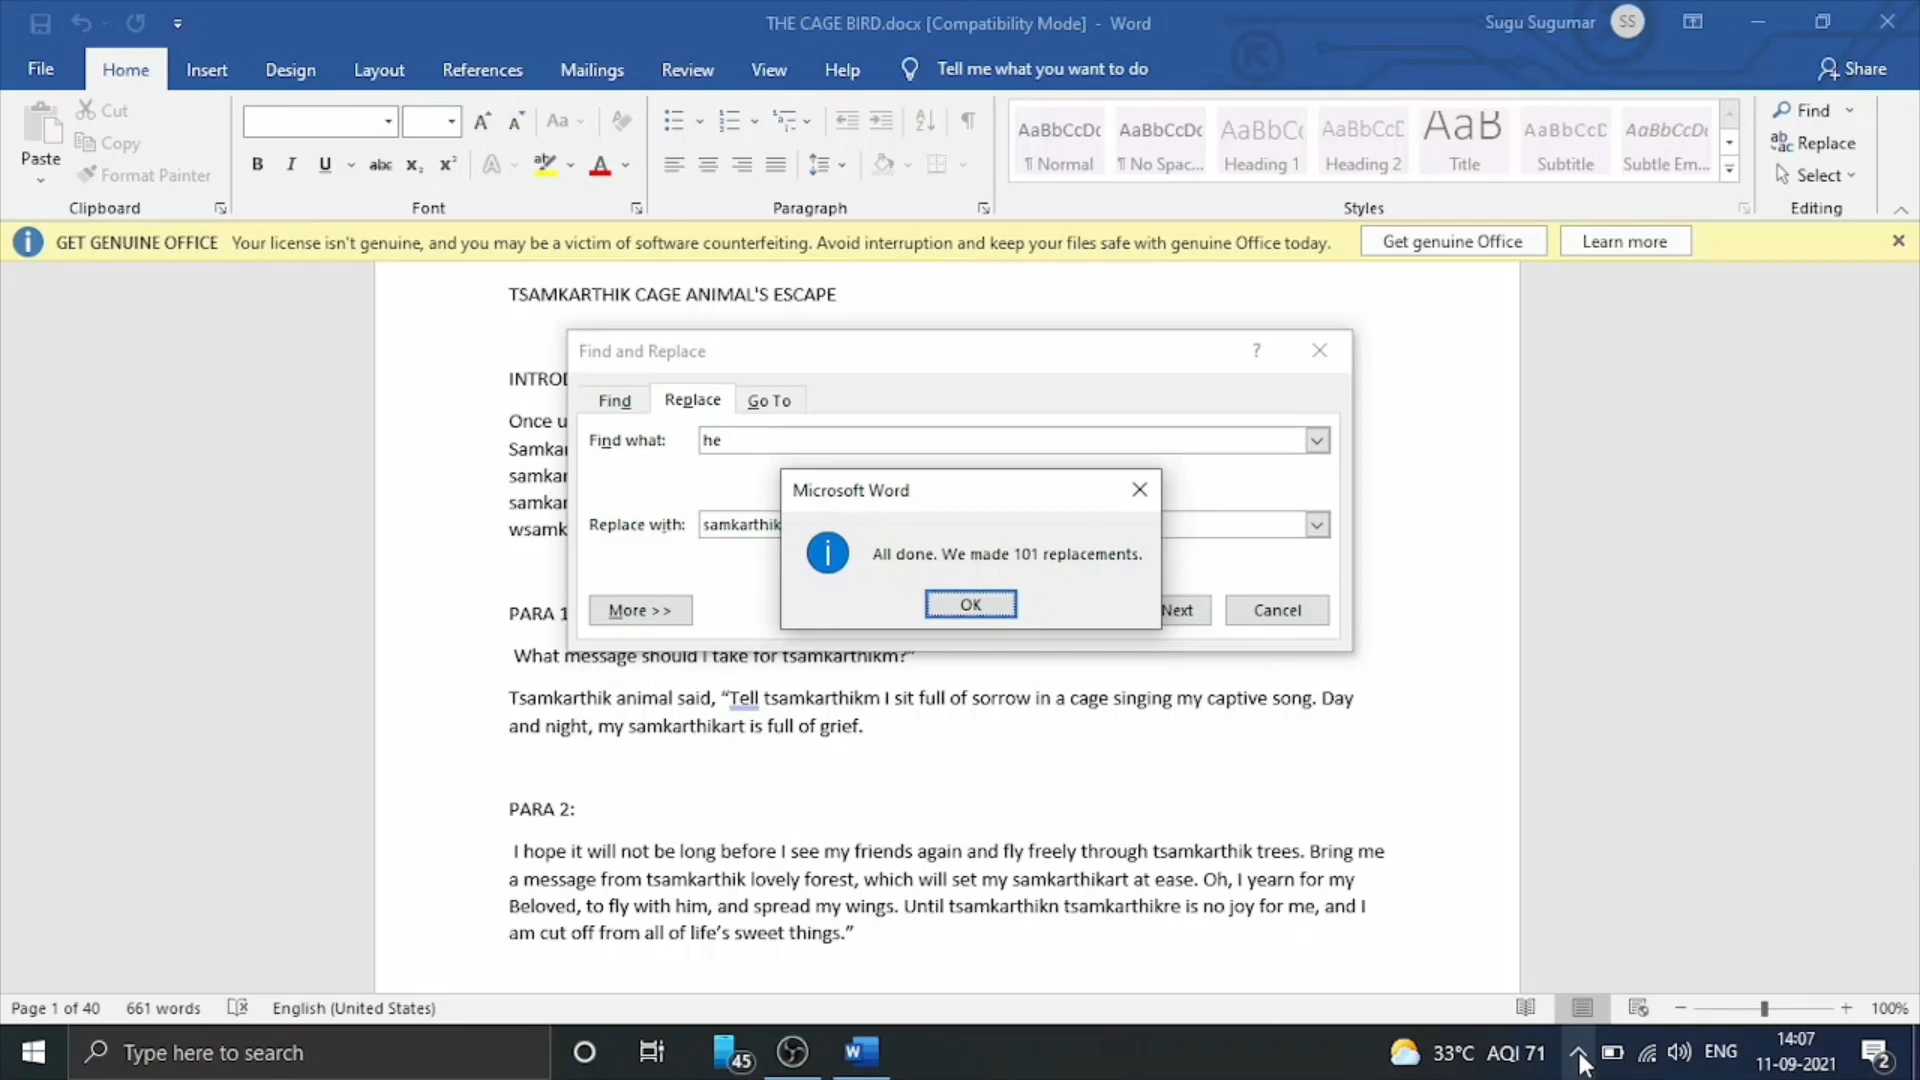 THE CAGE BIRD.docx [Compatibility Mode] - Word
Sugu Sugumar SS
File Home Insert Design Layout References Mailings Review View Help Tell me what you want to do Share
Cut
Copy
Format Painter
Paste
Clipboard
Aa
B I U abc X₂ X² A ab A
Font
Paragraph
AaBbCcDc AaBbCcDc AaBbCc AaBbCcD AaB AaBbCcD AaBbCcDc
¶ Normal ¶ No Spac... Heading 1 Heading 2 Title Subtitle Subtle Em...
Styles
Find
Replace
Select
Editing
GET GENUINE OFFICE Your license isn't genuine, and you may be a victim of software counterfeiting. Avoid interruption and keep your files safe with genuine Office today. Get genuine Office Learn more
TSAMKARTHIK CAGE ANIMAL'S ESCAPE
INTROD
Once u
Samkar
samkar
samkar
wsamk
Find and Replace
Find Replace Go To
Find what: he
Replace with: samkarthik
More >> Next Cancel
Microsoft Word
All done. We made 101 replacements.
OK
PARA 1
What message should I take for tsamkarthikm?”
Tsamkarthik animal said, “Tell tsamkarthikm I sit full of sorrow in a cage singing my captive song. Day
and night, my samkarthikart is full of grief.
PARA 2:
I hope it will not be long before I see my friends again and fly freely through tsamkarthik trees. Bring me
a message from tsamkarthik lovely forest, which will set my samkarthikart at ease. Oh, I yearn for my
Beloved, to fly with him, and spread my wings. Until tsamkarthikn tsamkarthikre is no joy for me, and I
am cut off from all of life’s sweet things.”
Page 1 of 40 661 words English (United States) 100%
Type here to search 45 33°C AQI 71 ENG 14:07
11-09-2021 2